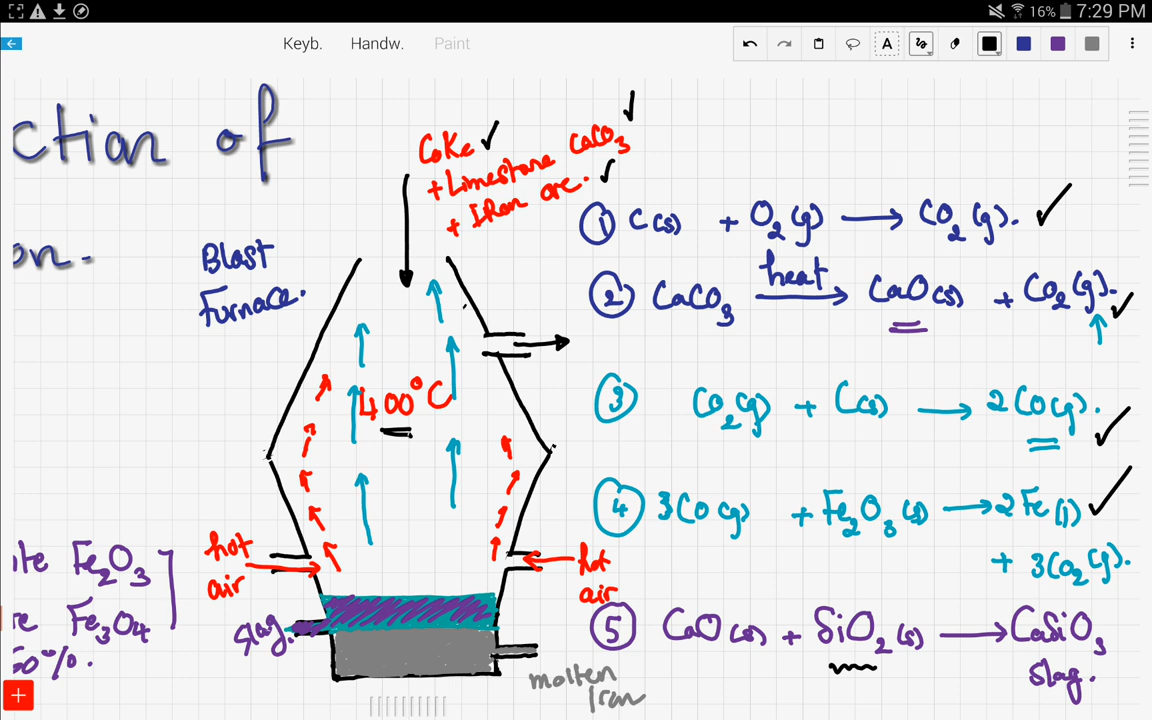 16% 7:29 PM
Keyb. Handw. Paint
A
ction of
on.
Coke ✓
+ Limestone CaCO3 ✓
+ Iron ore. ✓
Blast
Furnace.
400°C
hot
air
hot
air
slag.
molten
Iron
ite Fe2O3
re Fe3O4
60%.
① C(s) + O2(g) → CO2(g). ✓
② CaCO3 heat → CaO(s) + CO2(g). ↑ ✓
③ CO2(g) + C(s) → 2CO(g). ✓
④ 3CO(g) + Fe2O3(s) → 2Fe(l) ✓
+ 3CO2(g).
⑤ CaO(s) + SiO2(s) → CaSiO3
slag.